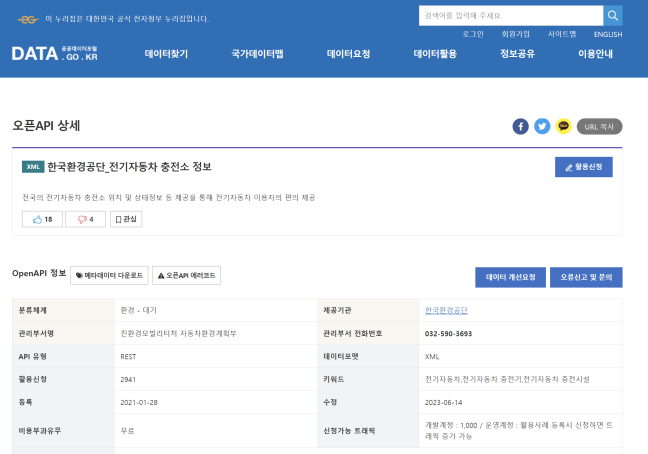 이 누리집은 대한민국 공식 전자정부 누리집입니다.
검색어를 입력해 주세요.
로그인 회원가입 사이트맵 ENGLISH
DATA 공공데이터포털 .GO.KR
데이터찾기 국가데이터맵 데이터요청 데이터활용 정보공유 이용안내
오픈API 상세
URL 복사
XML 한국환경공단_전기자동차 충전소 정보
활용신청
전국의 전기자동차 충전소 위치 및 상태정보 등 제공을 통해 전기자동차 이용자의 편의 제공
18 4 관심
OpenAPI 정보 메타데이터 다운로드 오픈API 에러코드
데이터 개선요청 오류신고 및 문의
분류체계 환경 - 대기 제공기관 한국환경공단
관리부서명 친환경모빌리티처 자동차환경계획부 관리부서 전화번호 032-590-3693
API 유형 REST 데이터포맷 XML
활용신청 2941 키워드 전기자동차,전기자동차 충전기,전기자동차 충전시설
등록 2021-01-28 수정 2023-06-14
비용부과유무 무료 신청가능 트래픽 개발계정 : 1,000 / 운영계정 : 활용사례 등록시 신청하면 트
래픽 증가 가능